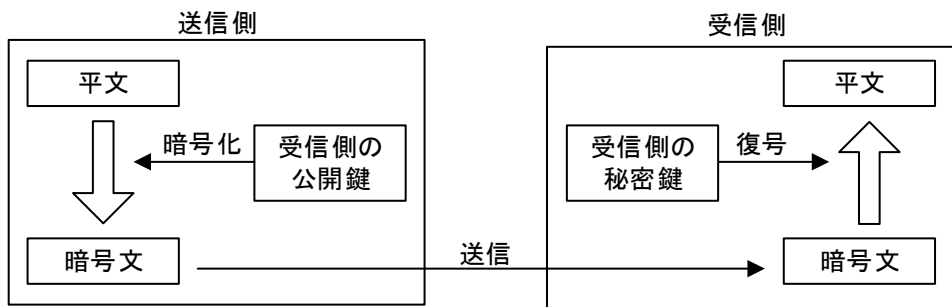 送信側
平文
暗号化
受信側の
公開鍵
暗号文
送信
受信側
平文
受信側の
秘密鍵
復号
暗号文